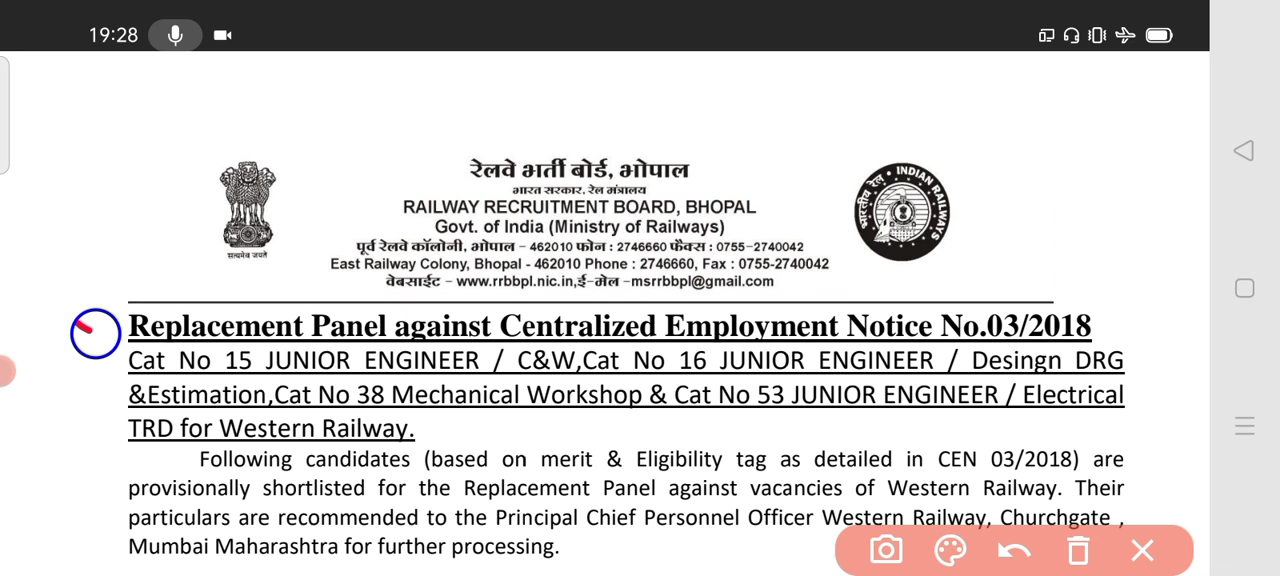 19:28
रेलवे भर्ती बोर्ड, भोपाल
भारत सरकार, रेल मंत्रालय
RAILWAY RECRUITMENT BOARD, BHOPAL
Govt. of India (Ministry of Railways)
पूर्व रेलवे कॉलोनी, भोपाल – 462010 फोन : 2746660 फैक्स : 0755–2740042
East Railway Colony, Bhopal - 462010 Phone : 2746660, Fax : 0755-2740042
वेबसाईट – www.rrbbpl.nic.in,ई–मेल –msrrbbpl@gmail.com
सत्यमेव जयते
भारतीय रेल • INDIAN RAILWAYS
Replacement Panel against Centralized Employment Notice No.03/2018
Cat No 15 JUNIOR ENGINEER / C&W,Cat No 16 JUNIOR ENGINEER / Desingn DRG
&Estimation,Cat No 38 Mechanical Workshop & Cat No 53 JUNIOR ENGINEER / Electrical
TRD for Western Railway.
Following candidates (based on merit & Eligibility tag as detailed in CEN 03/2018) are
provisionally shortlisted for the Replacement Panel against vacancies of Western Railway. Their
particulars are recommended to the Principal Chief Personnel Officer Western Railway, Churchgate ,
Mumbai Maharashtra for further processing.